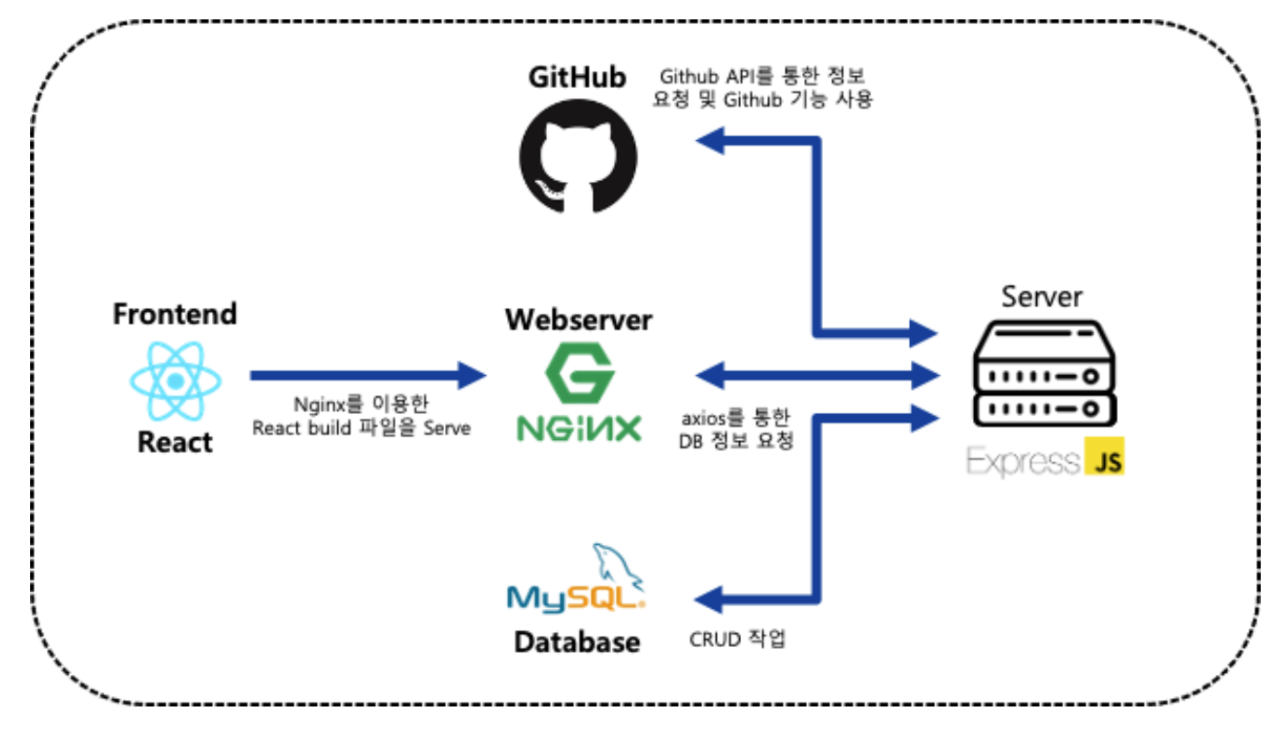 GitHub
Github API를 통한 정보
요청 및 Github 기능 사용
Frontend
React
Nginx를 이용한
React build 파일을 Serve
Webserver
NGiNX
axios를 통한
DB 정보 요청
Server
Express JS
MySQL
Database
CRUD 작업